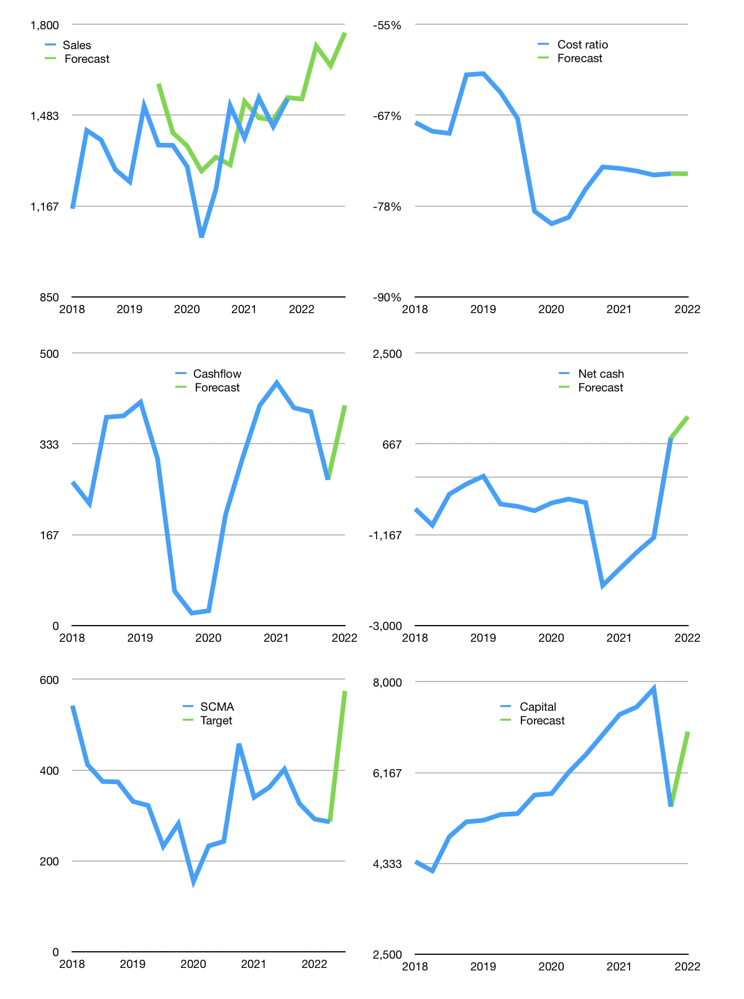 1,800
Sales
Forecast
1,483
1,167
850
2018 2019 2020 2021 2022
-55%
Cost ratio
Forecast
-67%
-78%
-90%
2018 2019 2020 2021 2022
500
Cashflow
Forecast
333
167
0
2018 2019 2020 2021 2022
2,500
Net cash
Forecast
667
-1,167
-3,000
2018 2019 2020 2021 2022
600
SCMA
Target
400
200
0
2018 2019 2020 2021 2022
8,000
Capital
Forecast
6,167
4,333
2,500
2018 2019 2020 2021 2022